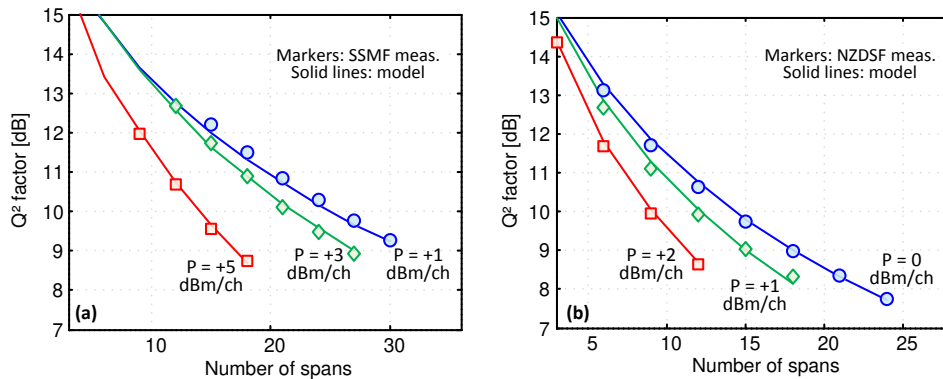 15
14
13
12
11
10
9
8
7
Q² factor [dB]
Markers: SSMF meas.
Solid lines: model
P = +5
dBm/ch
P = +3
dBm/ch
P = +1
dBm/ch
(a)
10
20
30
Number of spans
15
14
13
12
11
10
9
8
7
Q² factor [dB]
Markers: NZDSF meas.
Solid lines: model
P = +2
dBm/ch
P = +1
dBm/ch
P = 0
dBm/ch
(b)
5
10
15
20
25
Number of spans